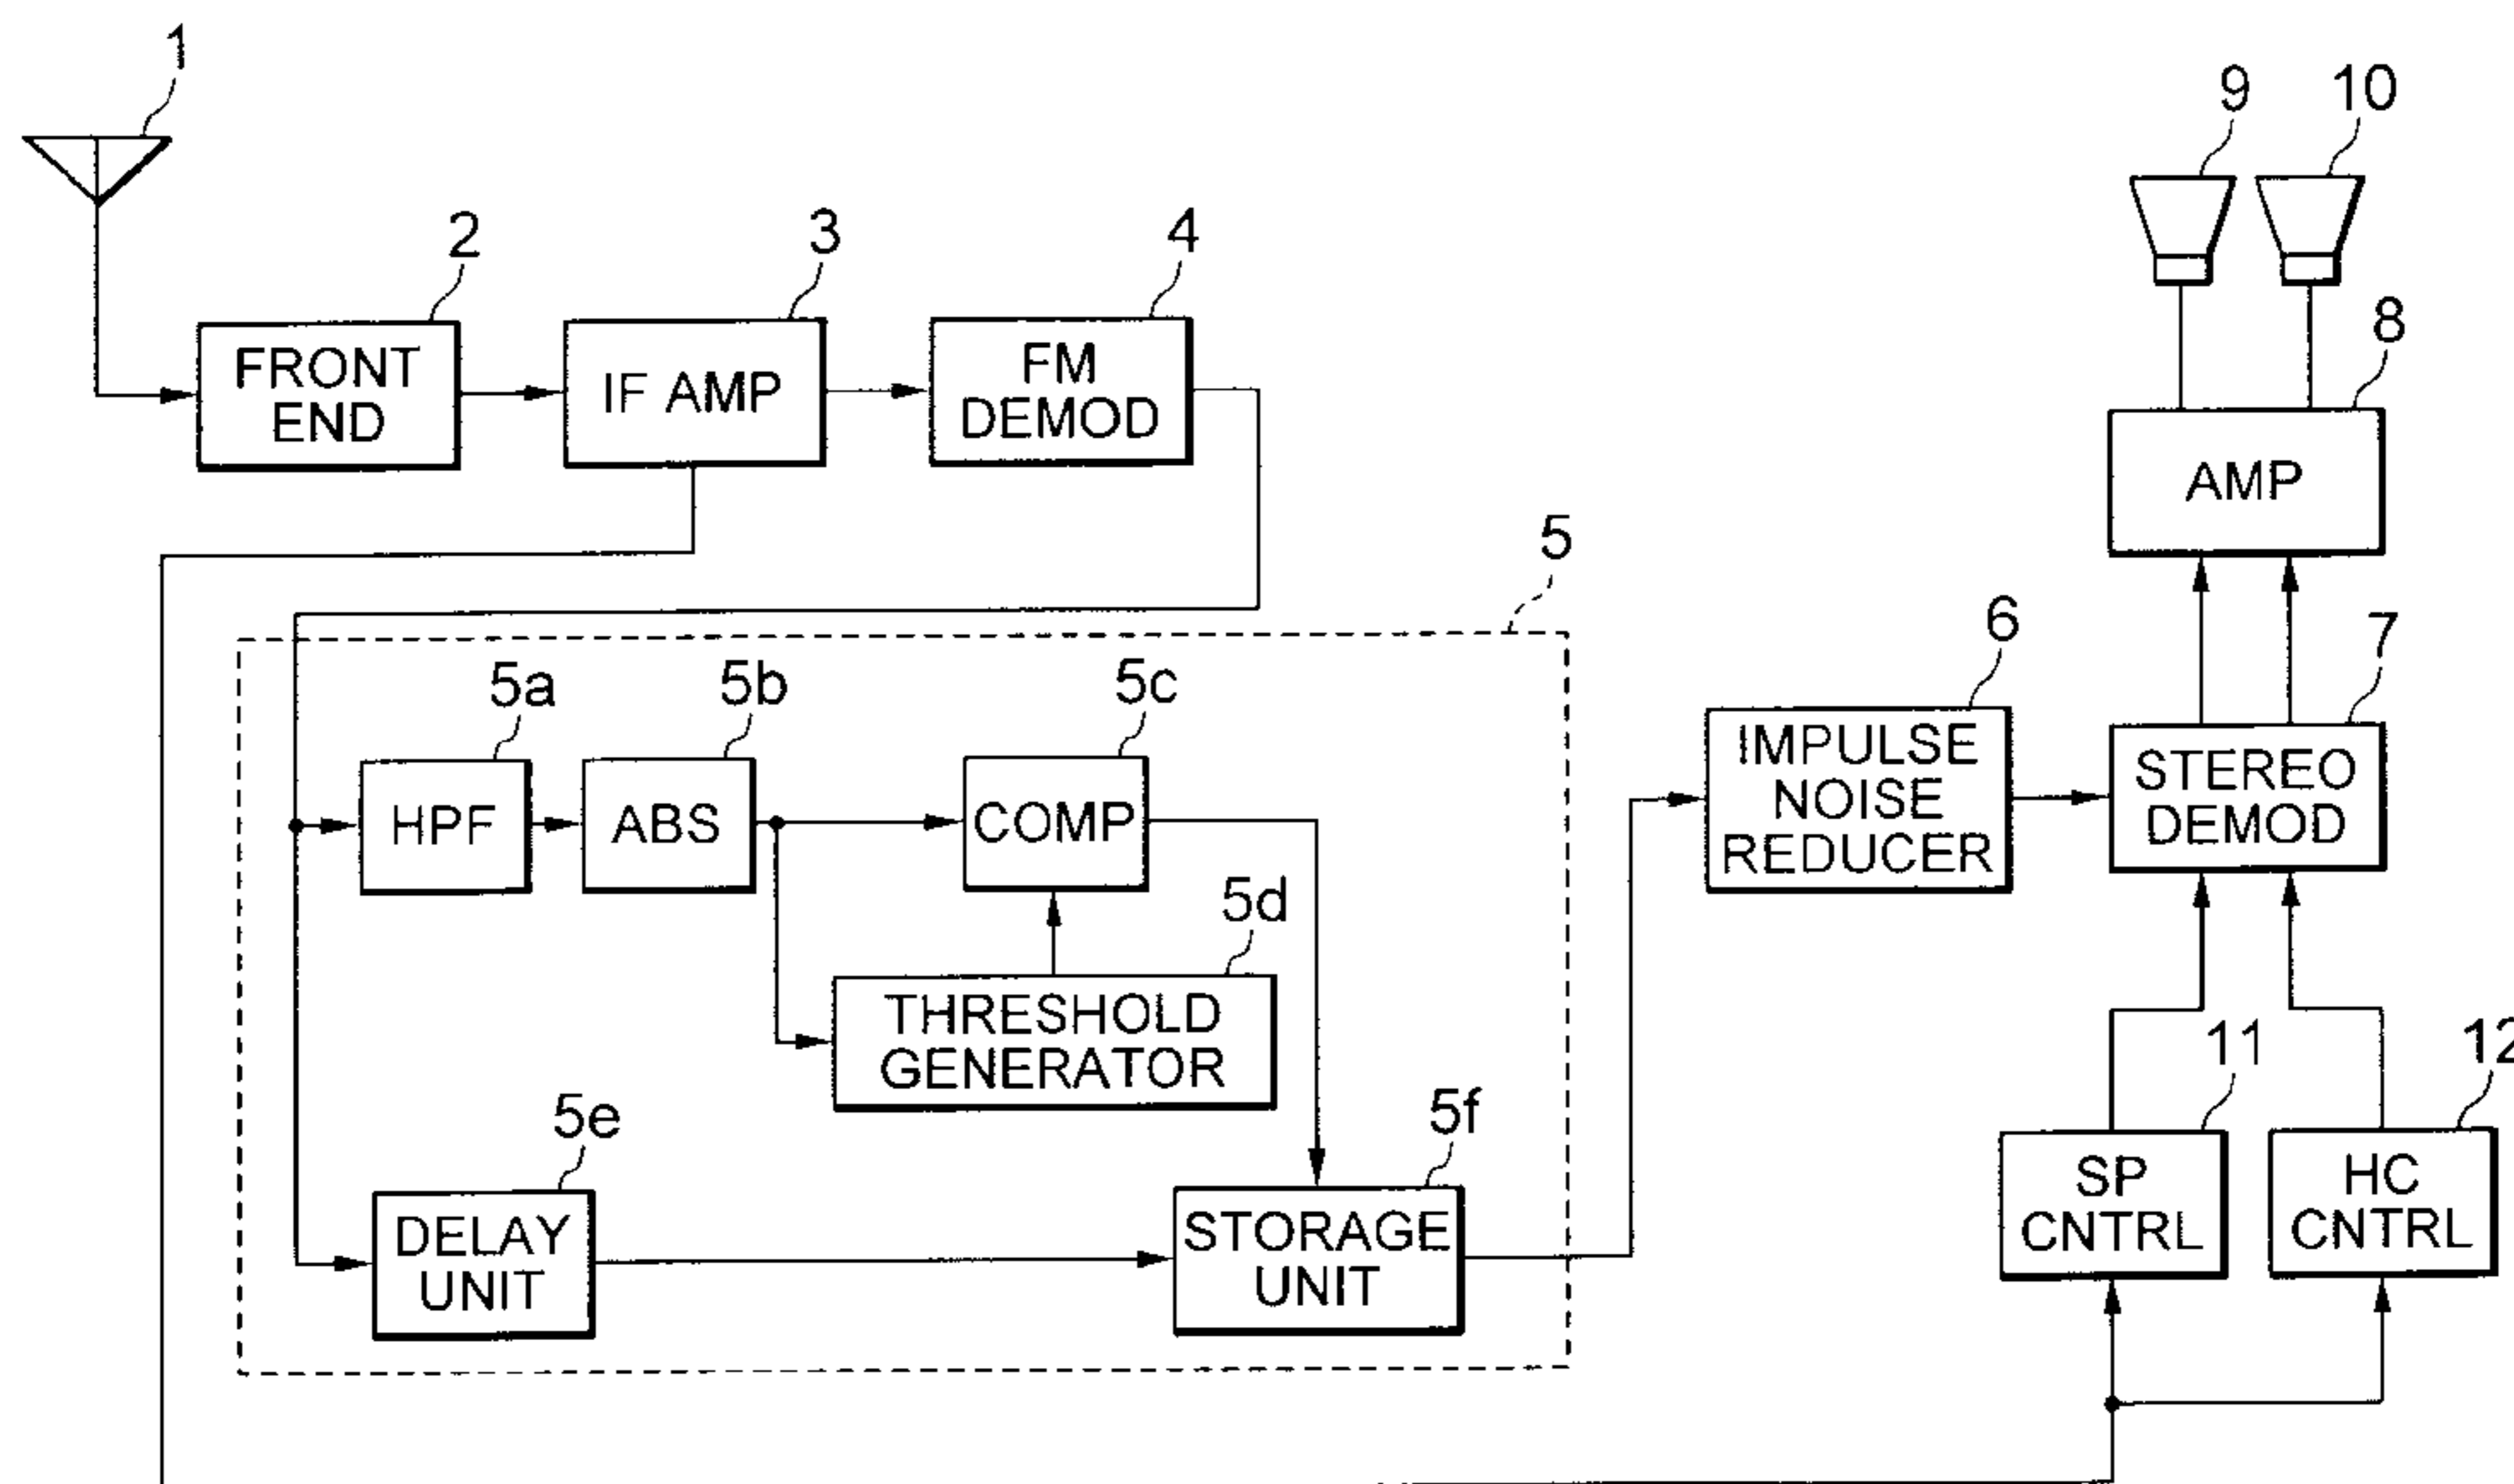 1
9
10
2
3
4
8
FRONT
END
IF AMP
FM
DEMOD
AMP
5
6
7
5a
5b
5c
HPF
ABS
COMP
IMPULSE
NOISE
REDUCER
STEREO
DEMOD
5d
THRESHOLD
GENERATOR
11
12
5e
5f
DELAY
UNIT
STORAGE
UNIT
SP
CNTRL
HC
CNTRL